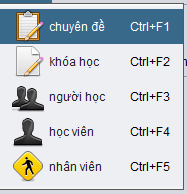 chuyên đề Ctrl+F1
khóa học Ctrl+F2
người học Ctrl+F3
học viên Ctrl+F4
nhân viên Ctrl+F5